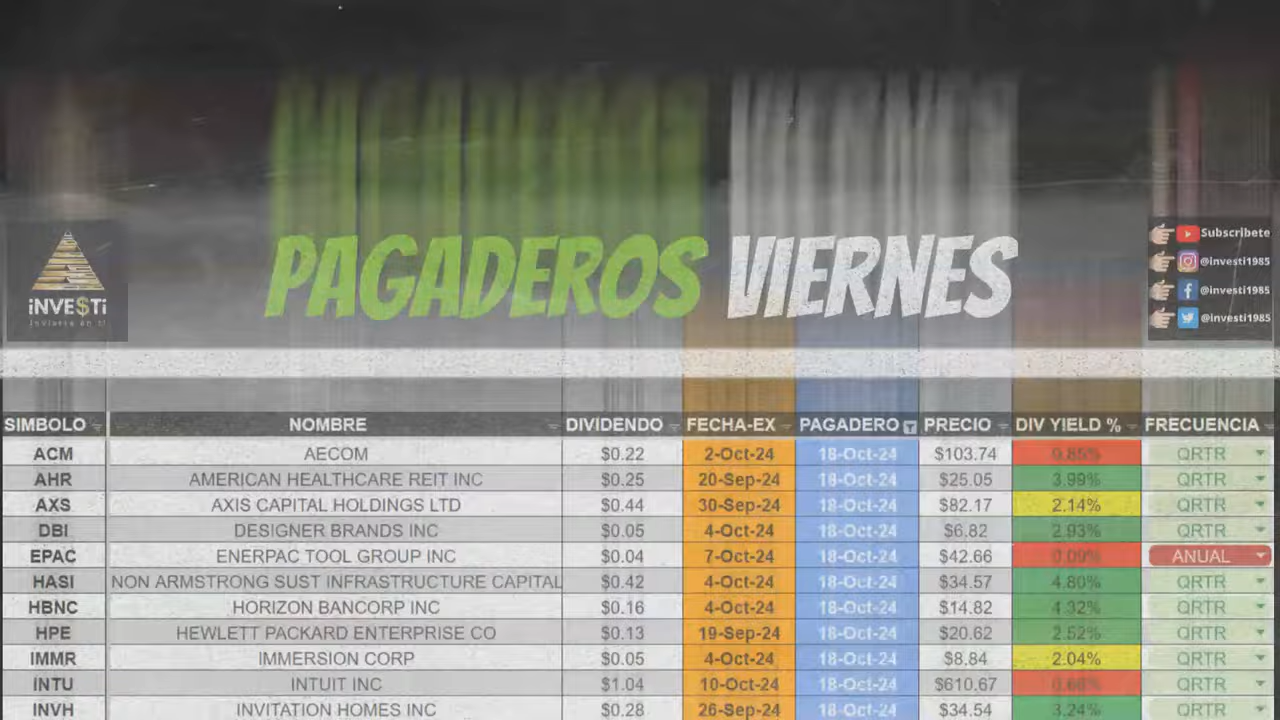 PAGADEROS VIERNES
iNVE$Ti
Invierte en ti
Subscribete
@investi1985
@investi1985
@investi1985
SIMBOLO NOMBRE DIVIDENDO FECHA-EX PAGADERO PRECIO DIV YIELD % FRECUENCIA
ACM AECOM $0.22 2-Oct-24 18-Oct-24 $103.74 0.85% QRTR
AHR AMERICAN HEALTHCARE REIT INC $0.25 20-Sep-24 18-Oct-24 $25.05 3.99% QRTR
AXS AXIS CAPITAL HOLDINGS LTD $0.44 30-Sep-24 18-Oct-24 $82.17 2.14% QRTR
DBI DESIGNER BRANDS INC $0.05 4-Oct-24 18-Oct-24 $6.82 2.93% QRTR
EPAC ENERPAC TOOL GROUP INC $0.04 7-Oct-24 18-Oct-24 $42.66 0.09% ANUAL
HASI NON ARMSTRONG SUST INFRASTRUCTURE CAPITAL $0.42 4-Oct-24 18-Oct-24 $34.57 4.80% QRTR
HBNC HORIZON BANCORP INC $0.16 4-Oct-24 18-Oct-24 $14.82 4.32% QRTR
HPE HEWLETT PACKARD ENTERPRISE CO $0.13 19-Sep-24 18-Oct-24 $20.62 2.52% QRTR
IMMR IMMERSION CORP $0.05 4-Oct-24 18-Oct-24 $8.84 2.04% QRTR
INTU INTUIT INC $1.04 10-Oct-24 18-Oct-24 $610.67 0.68% QRTR
INVH INVITATION HOMES INC $0.28 26-Sep-24 18-Oct-24 $34.54 3.24% QRTR